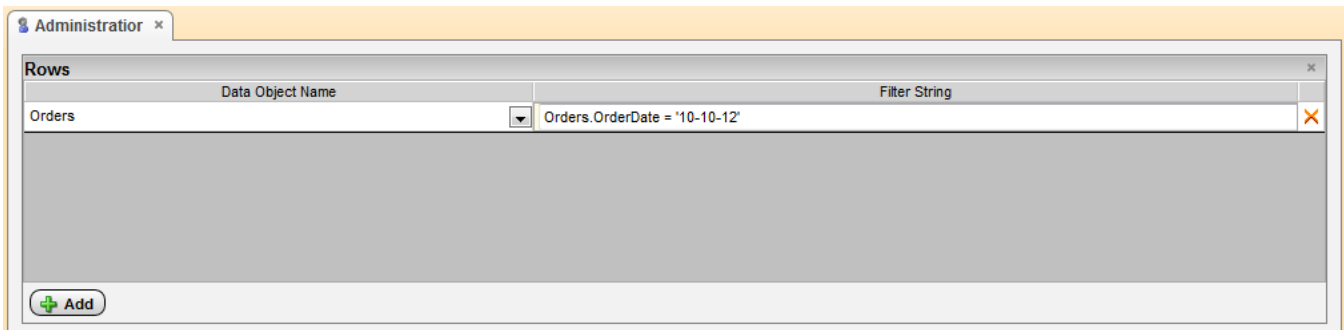 Administratior ×
Rows
Data Object Name Filter String
Orders Orders.OrderDate = '10-10-12'
Add